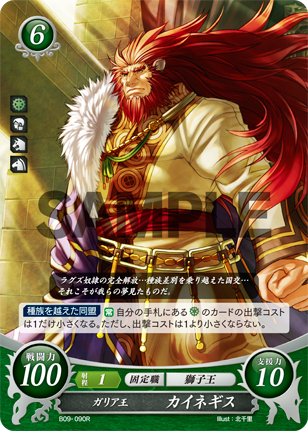 6
SAMPLE
ラグズ奴隷の完全解放…種族差別を乗り越えた国交…
それこそが我らの夢見たものだ。
種族を越えた同盟 常 自分の手札にある のカードの出撃コスト
は1だけ小さくなる。ただし、出撃コストは1より小さくならない。
戦闘力 100
射程 1 固定職 獅子王
支援力 10
ガリア王 カイネギス
B09-090R
Illust:北千里